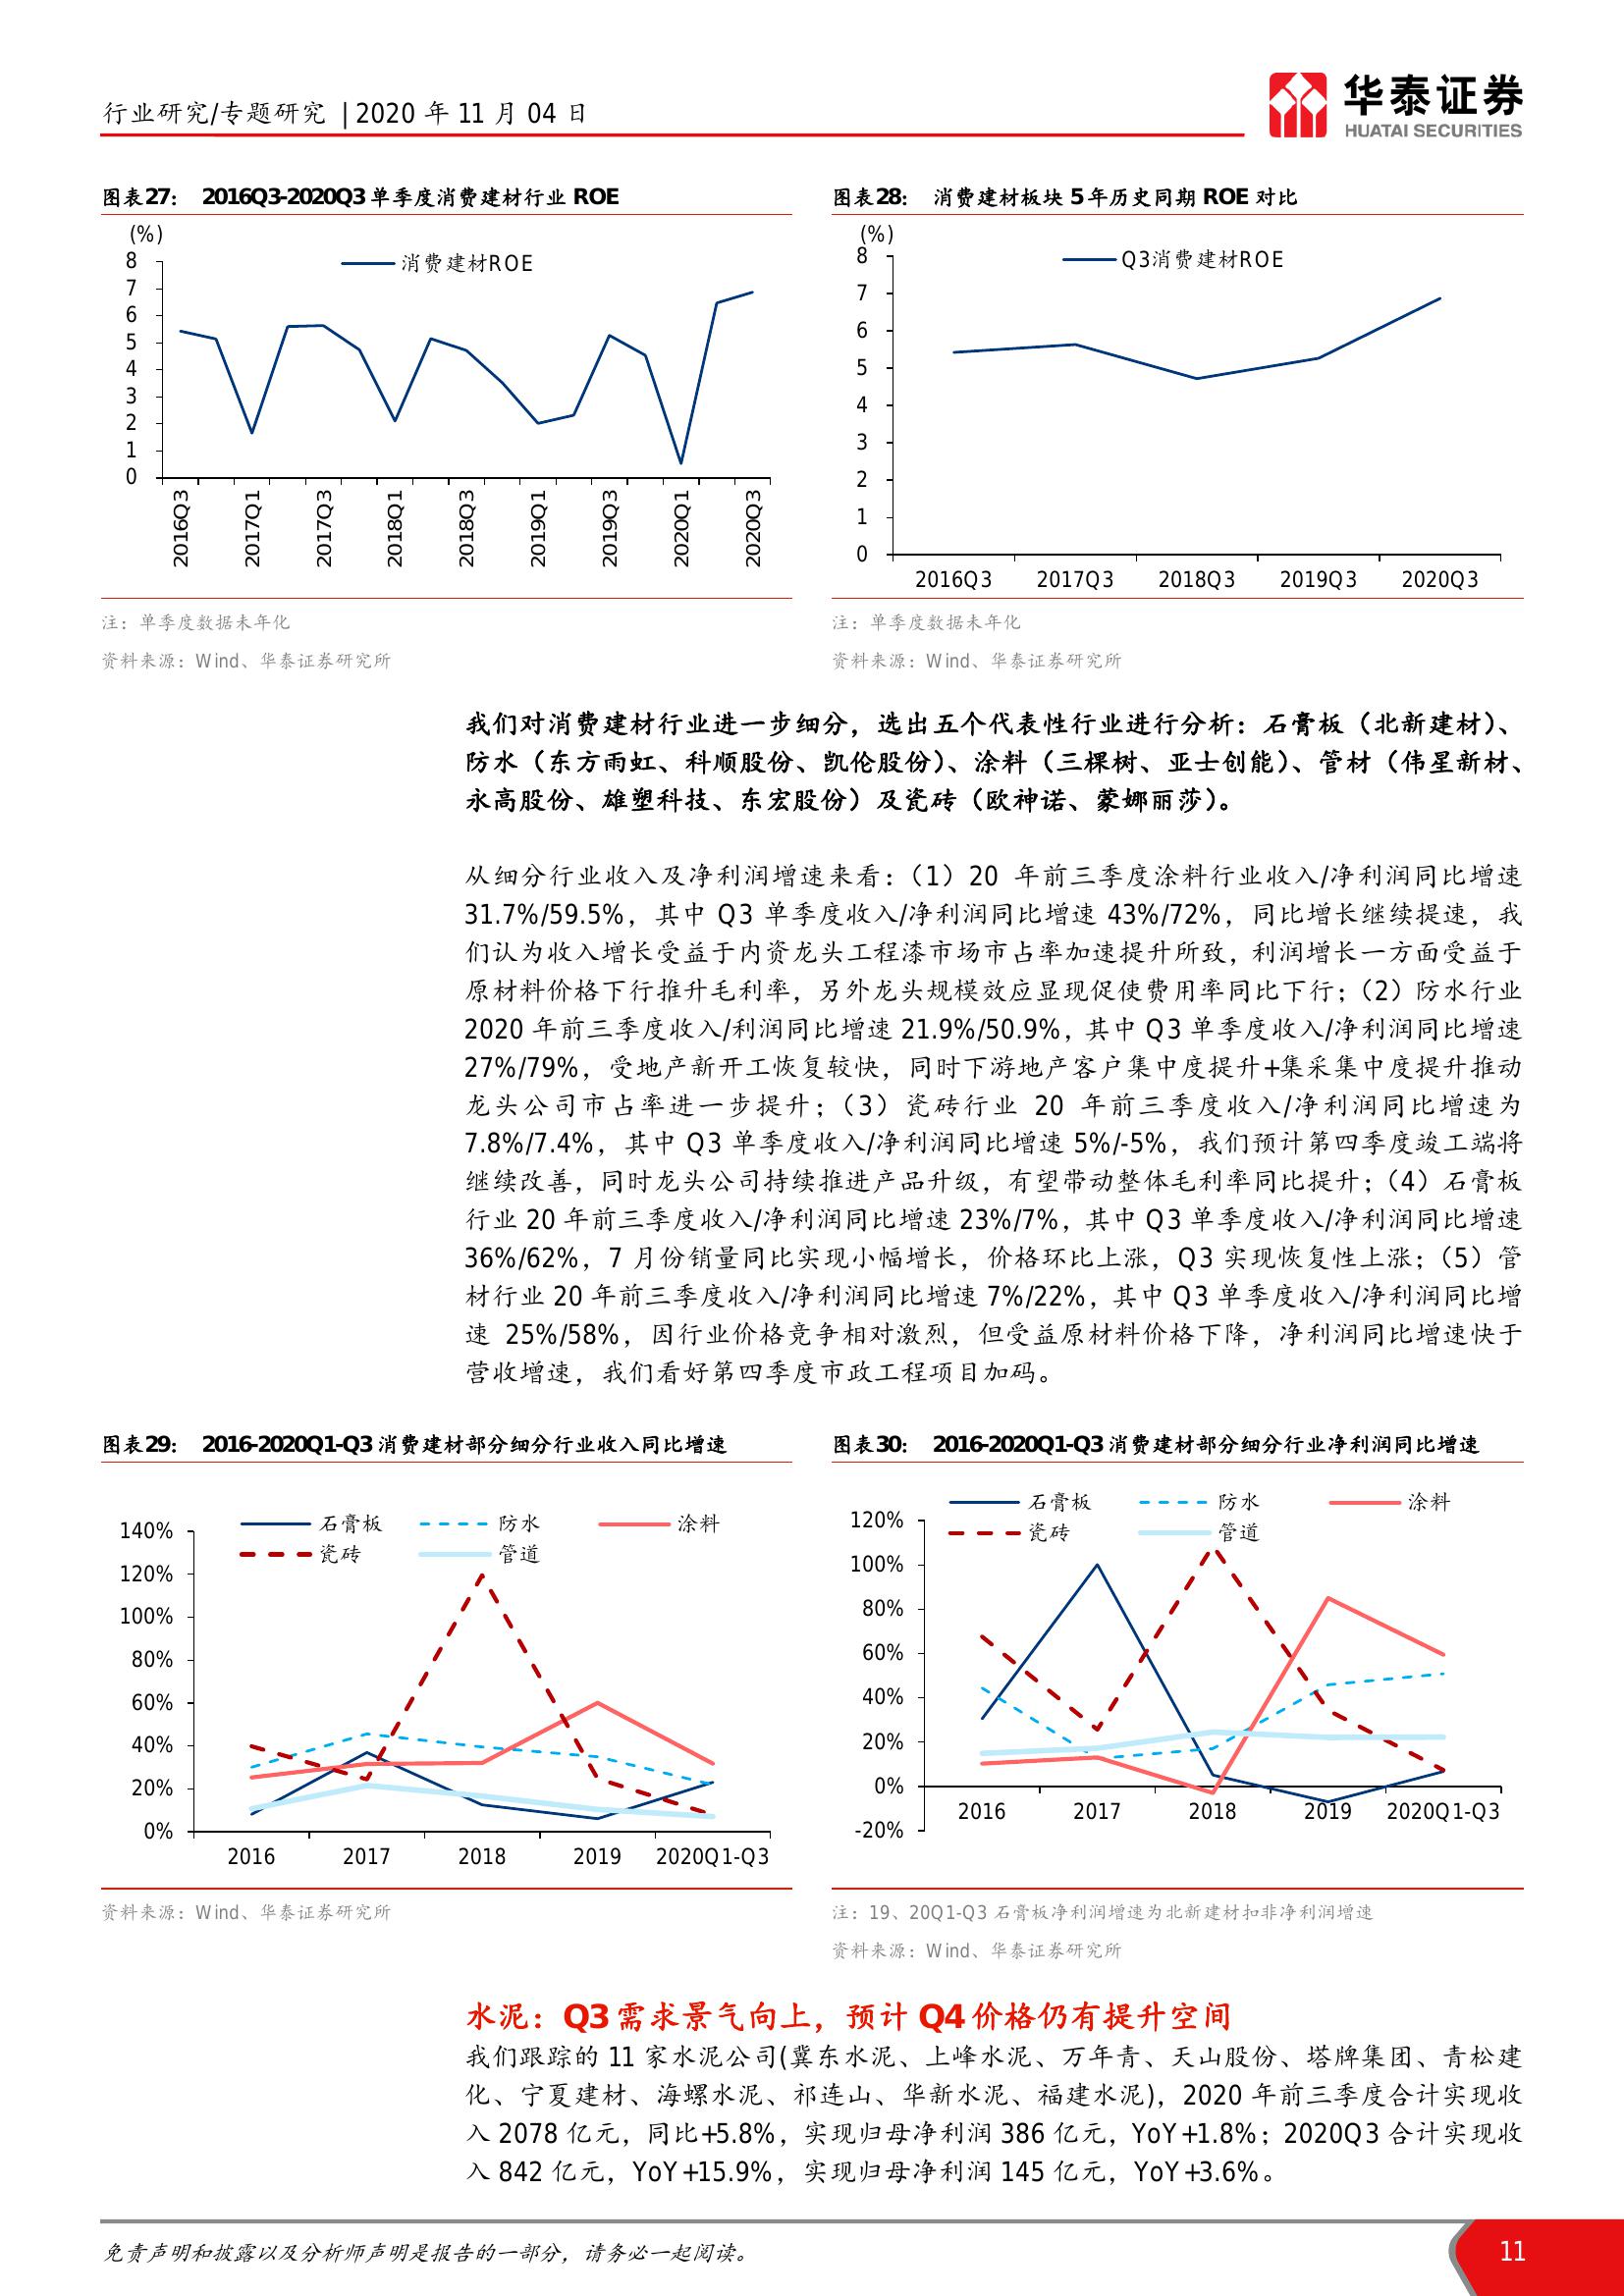 行业研究/专题研究 | 2020 年 11 月 04 日
华泰证券
HUATAI SECURITIES
图表27： 2016Q3-2020Q3 单季度消费建材行业 ROE
(%)
消费建材ROE
8
7
6
5
4
3
2
1
0
2016Q3
2017Q1
2017Q3
2018Q1
2018Q3
2019Q1
2019Q3
2020Q1
2020Q3
注：单季度数据未年化
资料来源：Wind、华泰证券研究所
图表28： 消费建材板块 5 年历史同期 ROE 对比
(%)
Q3消费建材ROE
8
7
6
5
4
3
2
1
0
2016Q3 2017Q3 2018Q3 2019Q3 2020Q3
注：单季度数据未年化
资料来源：Wind、华泰证券研究所
我们对消费建材行业进一步细分，选出五个代表性行业进行分析：石膏板（北新建材）、
防水（东方雨虹、科顺股份、凯伦股份）、涂料（三棵树、亚士创能）、管材（伟星新材、
永高股份、雄塑科技、东宏股份）及瓷砖（欧神诺、蒙娜丽莎）。
从细分行业收入及净利润增速来看：（1）20 年前三季度涂料行业收入/净利润同比增速
31.7%/59.5%，其中 Q3 单季度收入/净利润同比增速 43%/72%，同比增长继续提速，我
们认为收入增长受益于内资龙头工程漆市场市占率加速提升所致，利润增长一方面受益于
原材料价格下行推升毛利率，另外龙头规模效应显现促使费用率同比下行；（2）防水行业
2020 年前三季度收入/利润同比增速 21.9%/50.9%，其中 Q3 单季度收入/净利润同比增速
27%/79%，受地产新开工恢复较快，同时下游地产客户集中度提升+集采集中度提升推动
龙头公司市占率进一步提升；（3）瓷砖行业 20 年前三季度收入/净利润同比增速为
7.8%/7.4%，其中 Q3 单季度收入/净利润同比增速 5%/-5%，我们预计第四季度竣工端将
继续改善，同时龙头公司持续推进产品升级，有望带动整体毛利率同比提升；（4）石膏板
行业 20 年前三季度收入/净利润同比增速 23%/7%，其中 Q3 单季度收入/净利润同比增速
36%/62%，7 月份销量同比实现小幅增长，价格环比上涨，Q3 实现恢复性上涨；（5）管
材行业 20 年前三季度收入/净利润同比增速 7%/22%，其中 Q3 单季度收入/净利润同比增
速 25%/58%，因行业价格竞争相对激烈，但受益原材料价格下降，净利润同比增速快于
营收增速，我们看好第四季度市政工程项目加码。
图表29： 2016-2020Q1-Q3 消费建材部分细分行业收入同比增速
石膏板 防水 涂料
瓷砖 管道
140%
120%
100%
80%
60%
40%
20%
0%
2016 2017 2018 2019 2020Q1-Q3
资料来源：Wind、华泰证券研究所
图表30： 2016-2020Q1-Q3 消费建材部分细分行业净利润同比增速
石膏板 防水 涂料
瓷砖 管道
120%
100%
80%
60%
40%
20%
0%
-20%
2016 2017 2018 2019 2020Q1-Q3
注：19、20Q1-Q3 石膏板净利润增速为北新建材扣非净利润增速
资料来源：Wind、华泰证券研究所
水泥：Q3 需求景气向上，预计 Q4 价格仍有提升空间
我们跟踪的 11 家水泥公司(冀东水泥、上峰水泥、万年青、天山股份、塔牌集团、青松建
化、宁夏建材、海螺水泥、祁连山、华新水泥、福建水泥)，2020 年前三季度合计实现收
入 2078 亿元，同比+5.8%，实现归母净利润 386 亿元，YoY+1.8%；2020Q3 合计实现收
入 842 亿元，YoY+15.9%，实现归母净利润 145 亿元，YoY+3.6%。
免责声明和披露以及分析师声明是报告的一部分，请务必一起阅读。
11